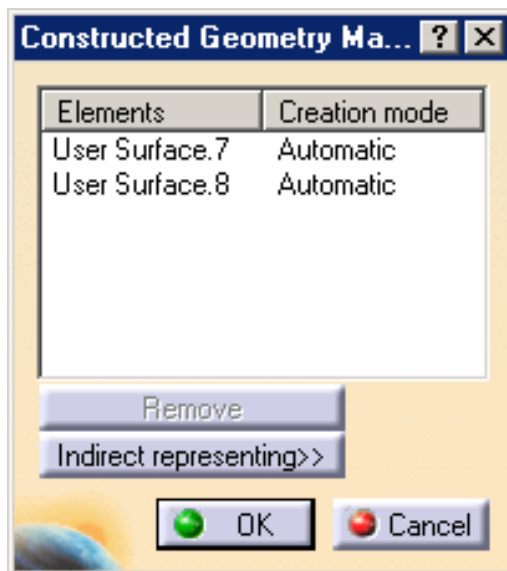 Constructed Geometry Ma... ? X
Elements Creation mode
User Surface.7 Automatic
User Surface.8 Automatic
Remove
Indirect representing>>
OK Cancel